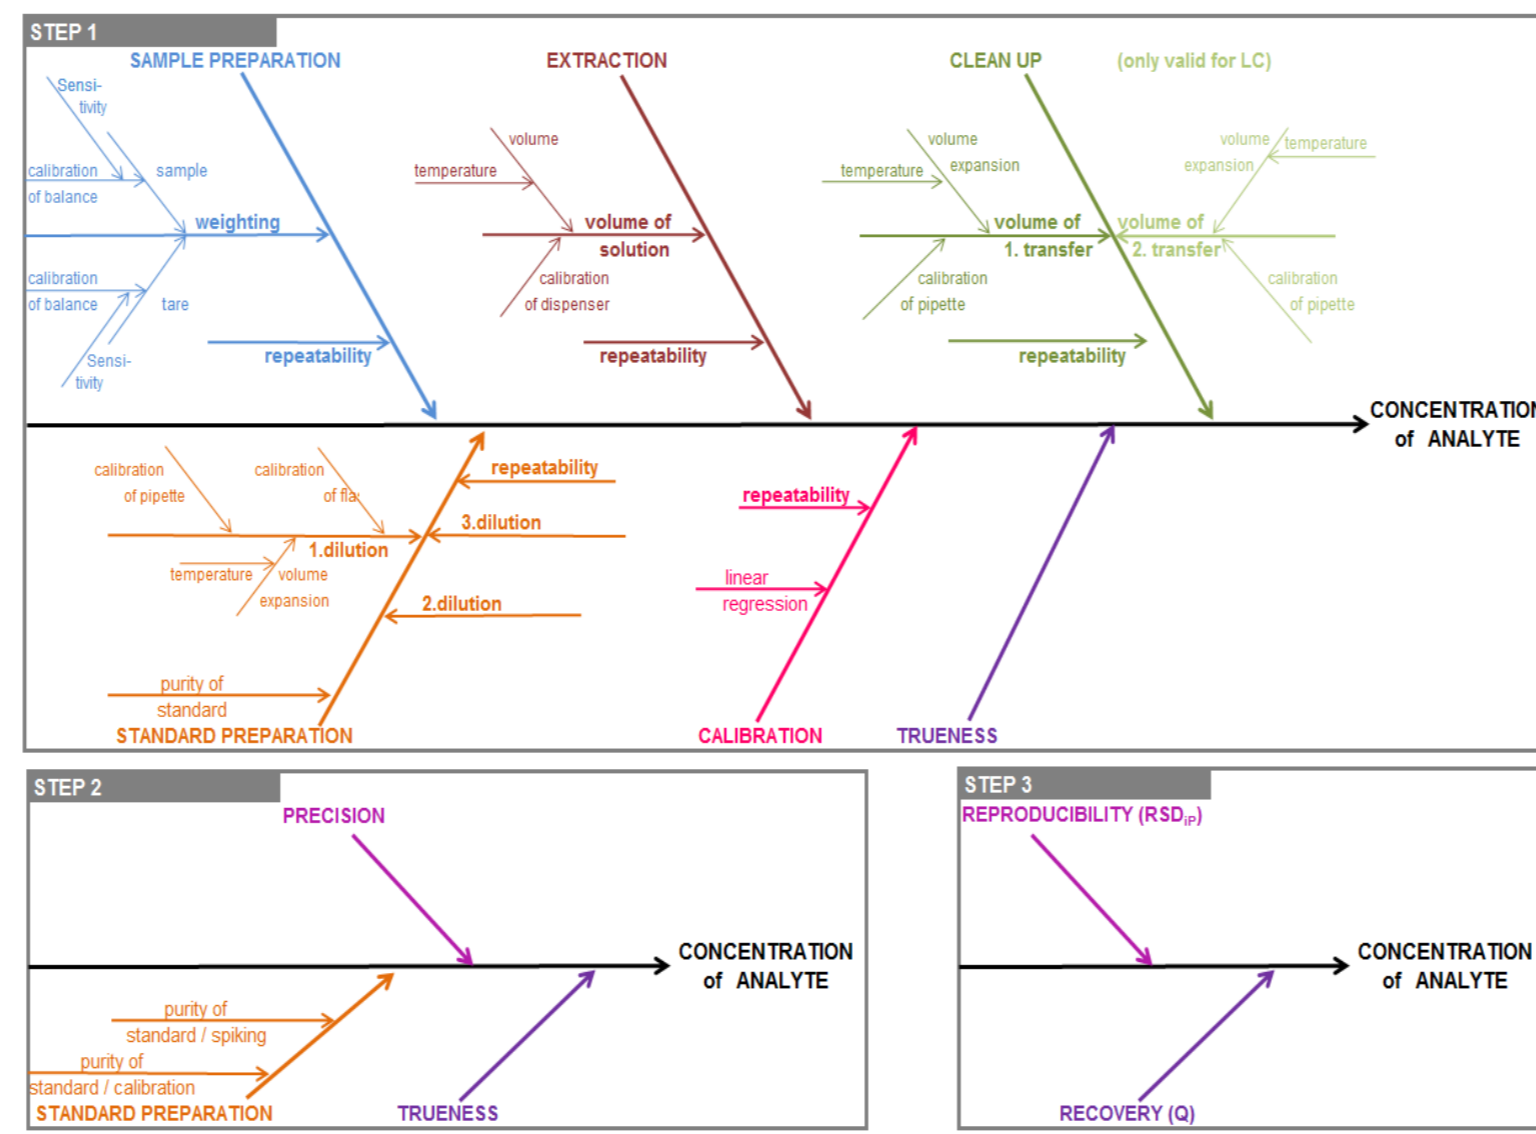 STEP 1
SAMPLE PREPARATION
EXTRACTION
CLEAN UP
(only valid for LC)
Sensi-
tivity
calibration
of balance
sample
weighting
calibration
of balance
tare
Sensi-
tivity
repeatability
volume
temperature
volume of
solution
calibration
of dispenser
repeatability
volume
expansion
temperature
volume of
1. transfer
calibration
of pipette
repeatability
volume
expansion
temperature
volume of
2. transfer
calibration
of pipette
CONCENTRATION
of ANALYTE
calibration
of pipette
calibration
of fla
1.dilution
temperature
volume
expansion
repeatability
3.dilution
2.dilution
purity of
standard
STANDARD PREPARATION
repeatability
linear
regression
CALIBRATION
TRUENESS
STEP 2
PRECISION
CONCENTRATION
of ANALYTE
purity of
standard / spiking
purity of
standard / calibration
STANDARD PREPARATION
TRUENESS
STEP 3
REPRODUCIBILITY (RSDiP)
CONCENTRATION
of ANALYTE
RECOVERY (Q)